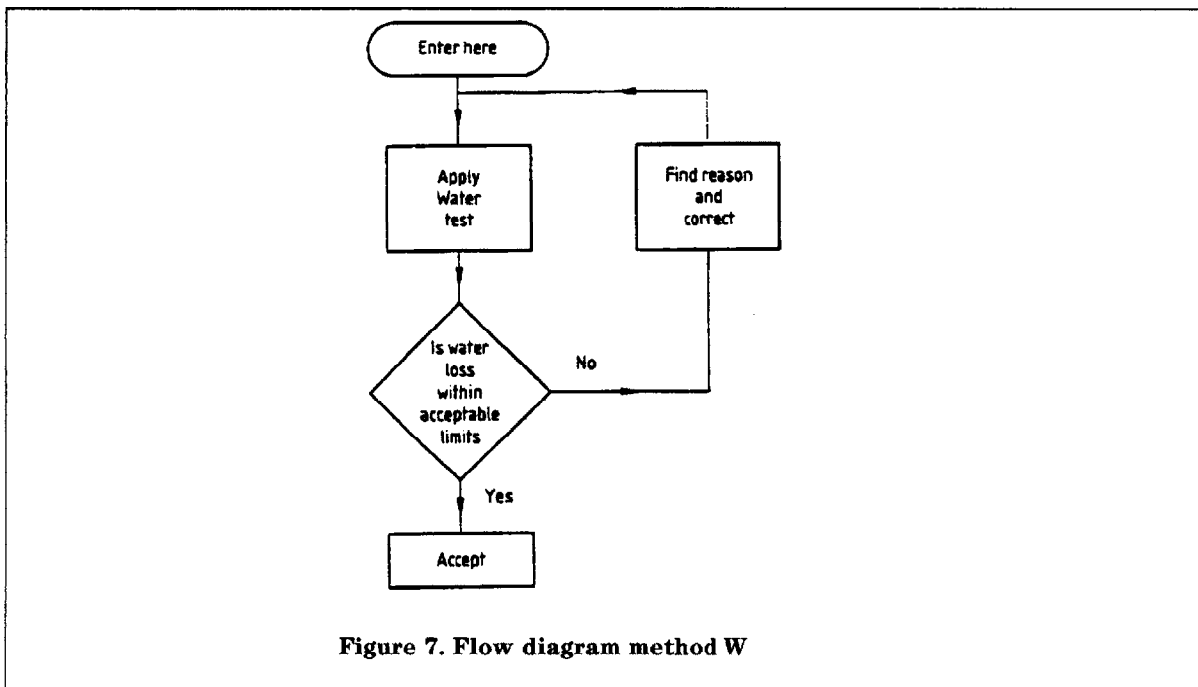 Enter here
Apply
Water
test
Find reason
and
correct
Is water
loss
within
acceptable
limits
No
Yes
Accept
Figure 7. Flow diagram method W